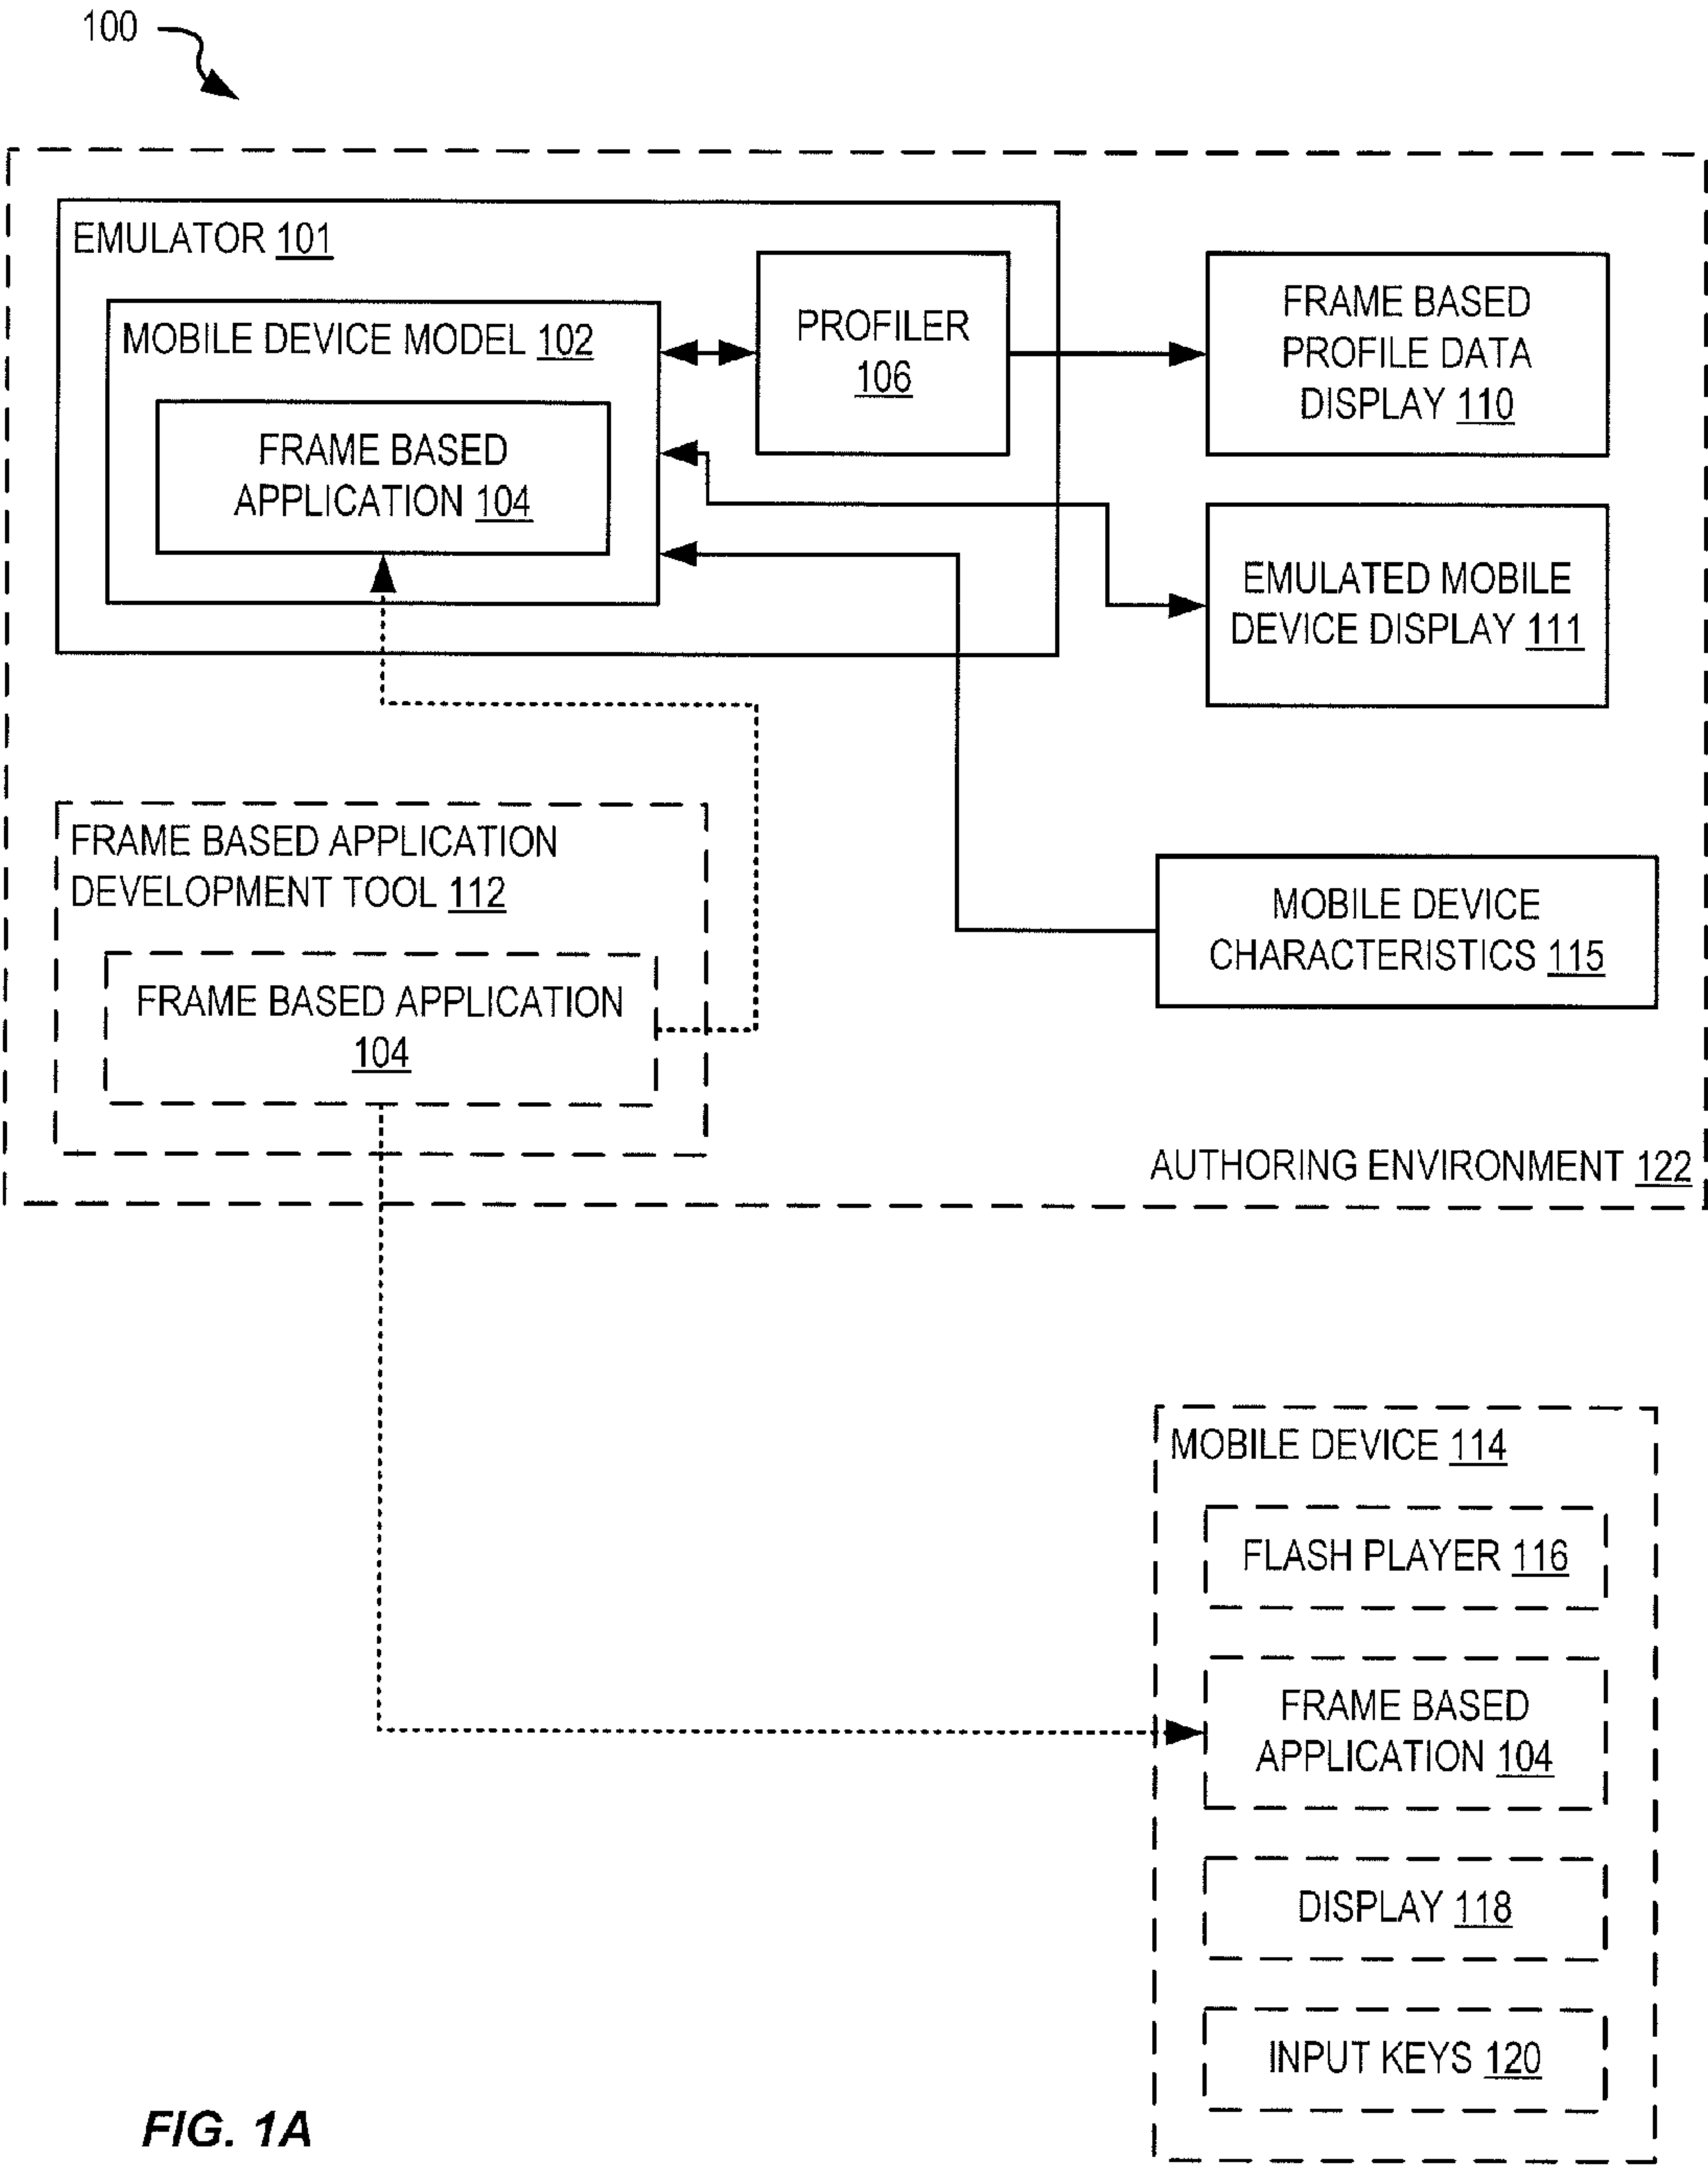 100
EMULATOR 101
MOBILE DEVICE MODEL 102
FRAME BASED
APPLICATION 104
PROFILER
106
FRAME BASED
PROFILE DATA
DISPLAY 110
EMULATED MOBILE
DEVICE DISPLAY 111
FRAME BASED APPLICATION
DEVELOPMENT TOOL 112
FRAME BASED APPLICATION
104
MOBILE DEVICE
CHARACTERISTICS 115
AUTHORING ENVIRONMENT 122
MOBILE DEVICE 114
FLASH PLAYER 116
FRAME BASED
APPLICATION 104
DISPLAY 118
INPUT KEYS 120
FIG. 1A